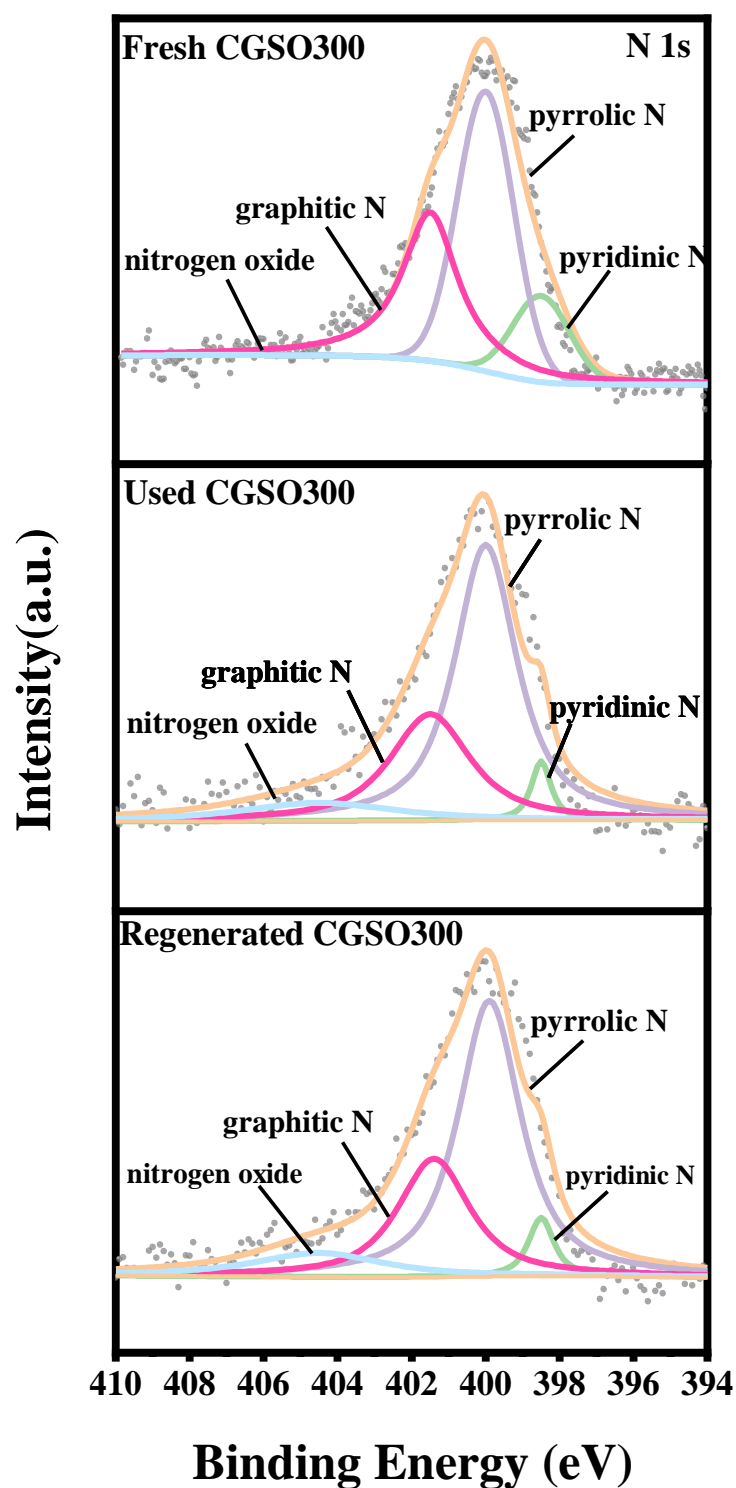 Fresh CGSO300
N 1s
pyrrolic N
graphitic N
nitrogen oxide
pyridinic N
Used CGSO300
pyrrolic N
graphitic N
nitrogen oxide
pyridinic N
Regenerated CGSO300
pyrrolic N
graphitic N
nitrogen oxide
pyridinic N
Intensity(a.u.)
410 408 406 404 402 400 398 396 394
Binding Energy (eV)